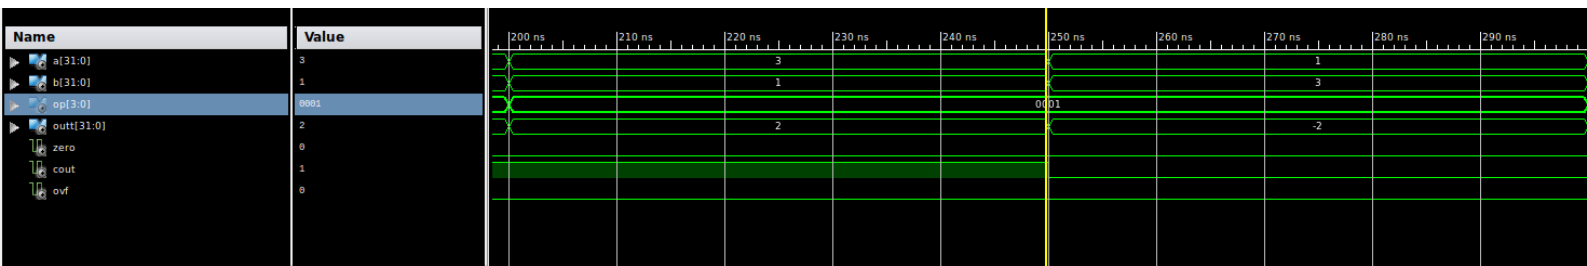 Name Value 200 ns 210 ns 220 ns 230 ns 240 ns 250 ns 260 ns 270 ns 280 ns 290 ns
a[31:0] 3 3 1
b[31:0] 1 1 3
op[3:0] 0001 0001
outt[31:0] 2 2 -2
zero 0
cout 1
ovf 0